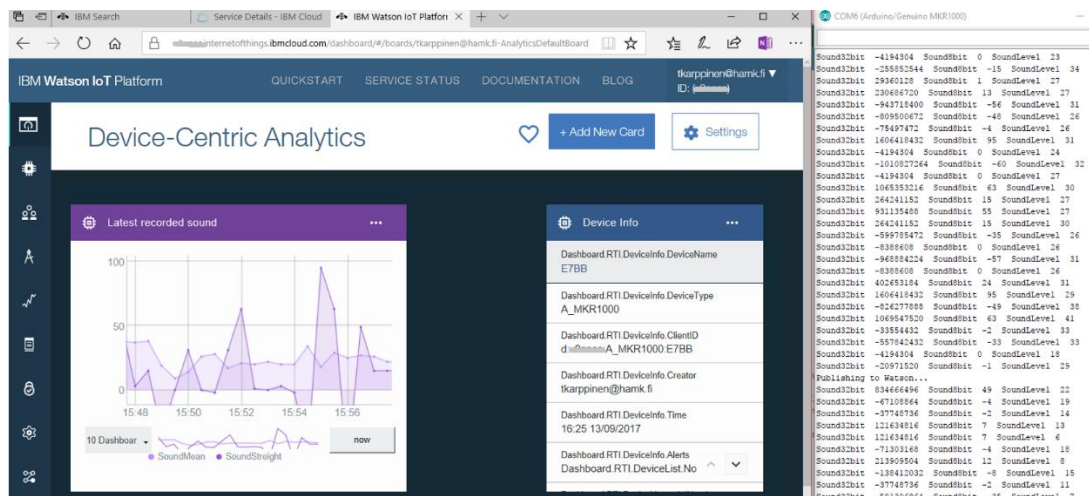 IBM Search
Service Details - IBM Cloud
IBM Watson IoT Platforr
internetofthings.ibmcloud.com/dashboard/#/boards/tkarppinen@hamk.fi-AnalyticsDefaultBoard
IBM Watson IoT Platform
QUICKSTART SERVICE STATUS DOCUMENTATION BLOG
tkarppinen@hamk.fi
ID:
Device-Centric Analytics
+ Add New Card
Settings
Latest recorded sound
100
50
0
15:48 15:50 15:52 15:54 15:56
10 Dashboar
now
SoundMean SoundStreight
Device Info
Dashboard.RTI.DeviceInfo.DeviceName
E7BB
Dashboard.RTI.DeviceInfo.DeviceType
A_MKR1000
Dashboard.RTI.DeviceInfo.ClientID
A_MKR1000:E7BB
Dashboard.RTI.DeviceInfo.Creator
tkarppinen@hamk.fi
Dashboard.RTI.DeviceInfo.Time
16:25 13/09/2017
Dashboard.RTI.DeviceInfo.Alerts
Dashboard.RTI.DeviceList.No
COM6 (Arduino/Genuino MKR1000)
Sound32bit -4194304 Sound8bit 0 SoundLevel 23
Sound32bit -255852544 Sound8bit -15 SoundLevel 34
Sound32bit 29360128 Sound8bit 1 SoundLevel 27
Sound32bit 230686720 Sound8bit 13 SoundLevel 27
Sound32bit -943718400 Sound8bit -56 SoundLevel 31
Sound32bit -809500672 Sound8bit -48 SoundLevel 26
Sound32bit -75497472 Sound8bit -4 SoundLevel 26
Sound32bit 1606418432 Sound8bit 95 SoundLevel 31
Sound32bit -4194304 Sound8bit 0 SoundLevel 24
Sound32bit -1010827264 Sound8bit -60 SoundLevel 32
Sound32bit -4194304 Sound8bit 0 SoundLevel 27
Sound32bit 1065353216 Sound8bit 63 SoundLevel 30
Sound32bit 264241152 Sound8bit 15 SoundLevel 27
Sound32bit 931135488 Sound8bit 55 SoundLevel 27
Sound32bit 264241152 Sound8bit 15 SoundLevel 30
Sound32bit -599785472 Sound8bit -35 SoundLevel 26
Sound32bit -8388608 Sound8bit 0 SoundLevel 26
Sound32bit -968884224 Sound8bit -57 SoundLevel 31
Sound32bit -8388608 Sound8bit 0 SoundLevel 26
Sound32bit 402653184 Sound8bit 24 SoundLevel 31
Sound32bit 1606418432 Sound8bit 95 SoundLevel 29
Sound32bit -826277888 Sound8bit -49 SoundLevel 38
Sound32bit 1069547520 Sound8bit 63 SoundLevel 41
Sound32bit -33554432 Sound8bit -2 SoundLevel 33
Sound32bit -557842432 Sound8bit -33 SoundLevel 33
Sound32bit -4194304 Sound8bit 0 SoundLevel 18
Sound32bit -20971520 Sound8bit -1 SoundLevel 29
Publishing to Watson...
Sound32bit 834666496 Sound8bit 49 SoundLevel 22
Sound32bit -67108864 Sound8bit -4 SoundLevel 19
Sound32bit -37748736 Sound8bit -2 SoundLevel 14
Sound32bit 121634816 Sound8bit 7 SoundLevel 13
Sound32bit 121634816 Sound8bit 7 SoundLevel 6
Sound32bit -71303168 Sound8bit -4 SoundLevel 18
Sound32bit 213909504 Sound8bit 12 SoundLevel 8
Sound32bit -138412032 Sound8bit -8 SoundLevel 15
Sound32bit -37748736 Sound8bit -2 SoundLevel 11